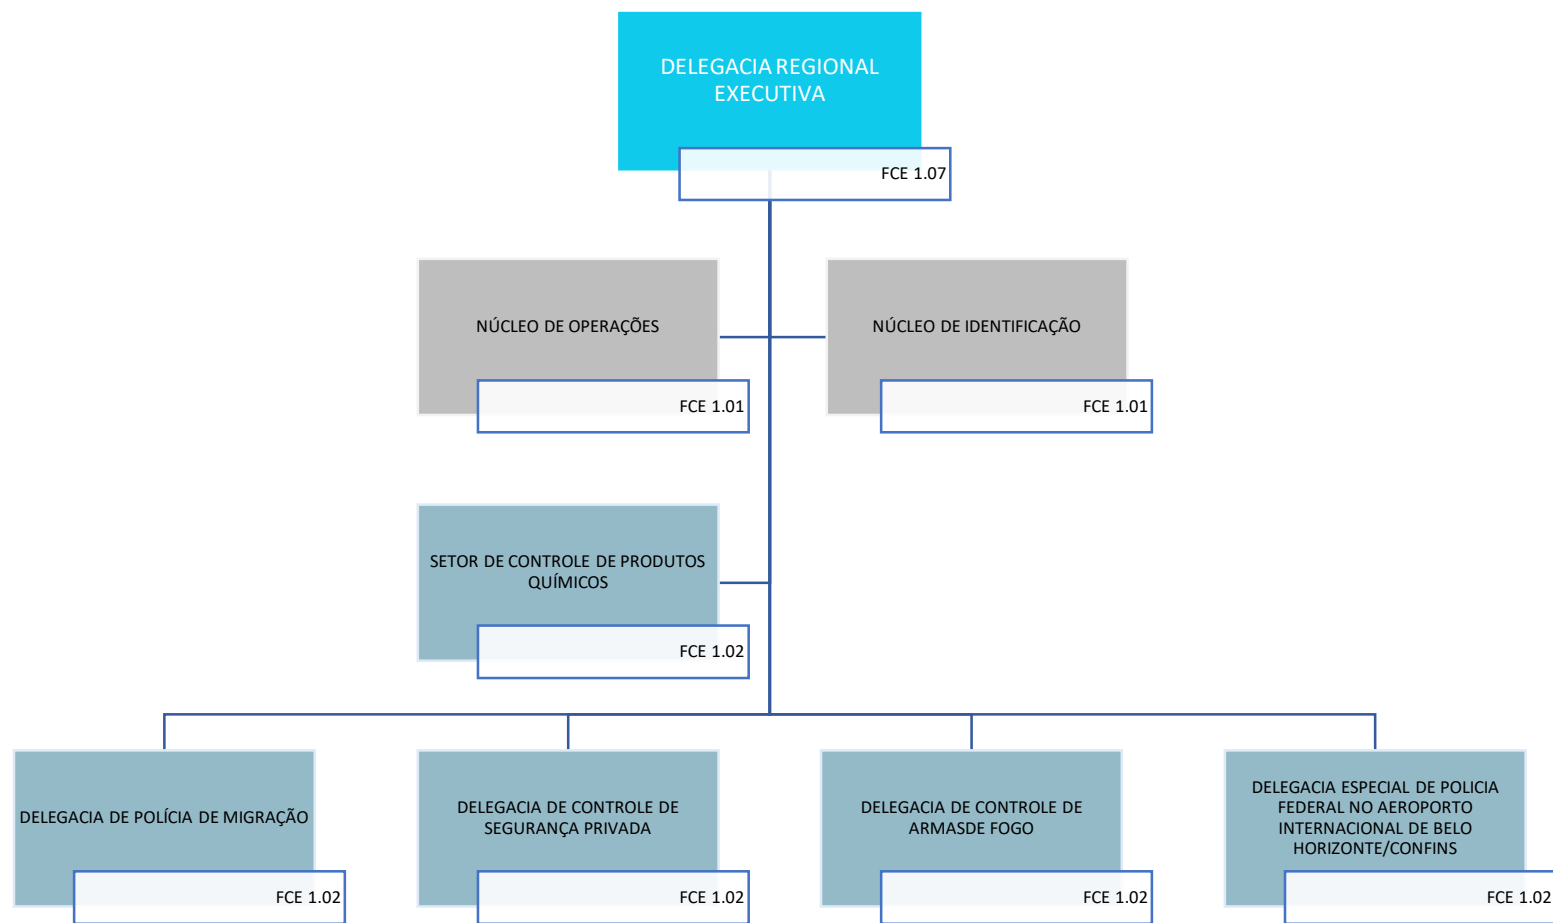 DELEGACIA REGIONAL
EXECUTIVA
FCE 1.07
NÚCLEO DE OPERAÇÕES
FCE 1.01
NÚCLEO DE IDENTIFICAÇÃO
FCE 1.01
SETOR DE CONTROLE DE PRODUTOS
QUÍMICOS
FCE 1.02
DELEGACIA DE POLÍCIA DE MIGRAÇÃO
FCE 1.02
DELEGACIA DE CONTROLE DE
SEGURANÇA PRIVADA
FCE 1.02
DELEGACIA DE CONTROLE DE
ARMASDE FOGO
FCE 1.02
DELEGACIA ESPECIAL DE POLICIA
FEDERAL NO AEROPORTO
INTERNACIONAL DE BELO
HORIZONTE/CONFINS
FCE 1.02